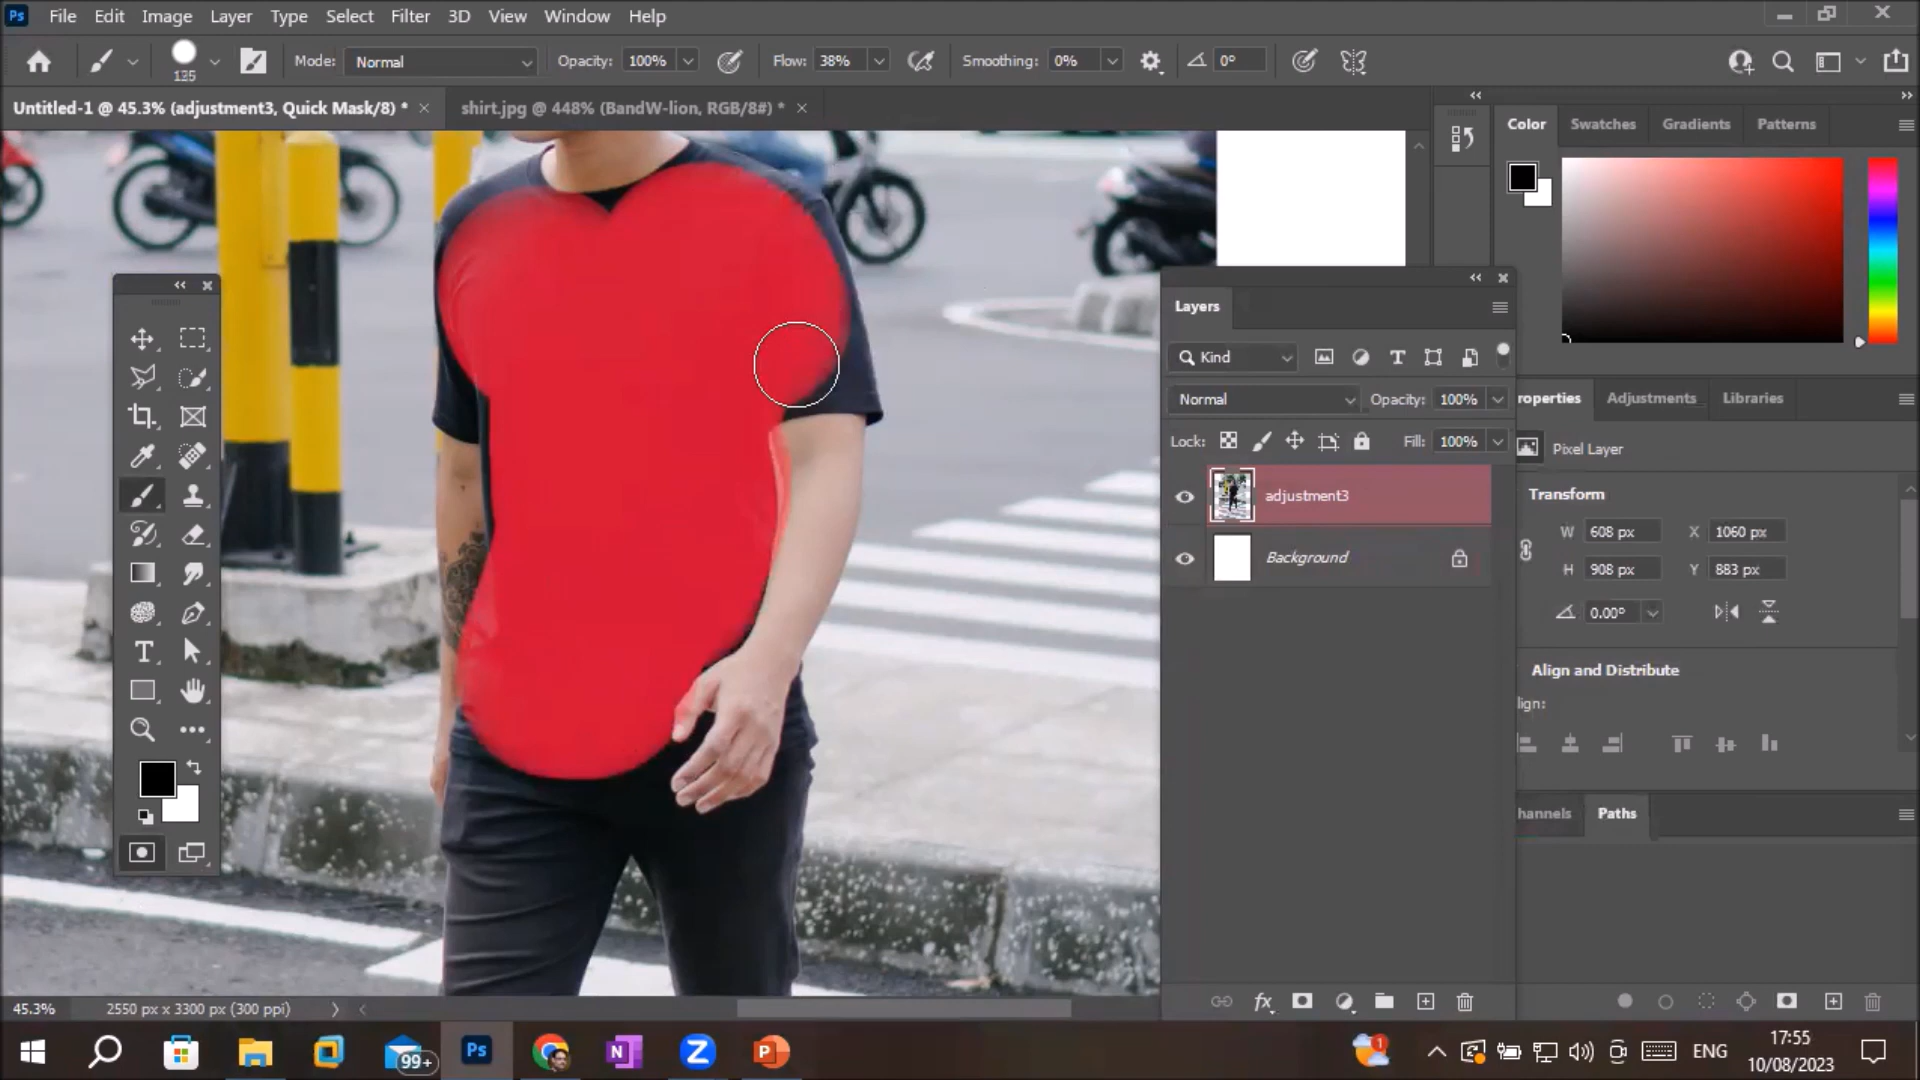 Ps File Edit Image Layer Type Select Filter 3D View Window Help
125 Mode: Normal Opacity: 100% Flow: 38% Smoothing: 0% 0°
Untitled-1 @ 45.3% (adjustment3, Quick Mask/8) * shirt.jpg @ 448% (BandW-lion, RGB/8#) *
Color Swatches Gradients Patterns
Layers
Kind
Normal Opacity: 100%
Lock: Fill: 100%
adjustment3
Background
roperties Adjustments Libraries
Pixel Layer
Transform
W 608 px X 1060 px
H 908 px Y 883 px
0.00°
Align and Distribute
lign:
hannels Paths
45.3% 2550 px x 3300 px (300 ppi)
99+ Ps N Z P 1 ENG 17:55
10/08/2023